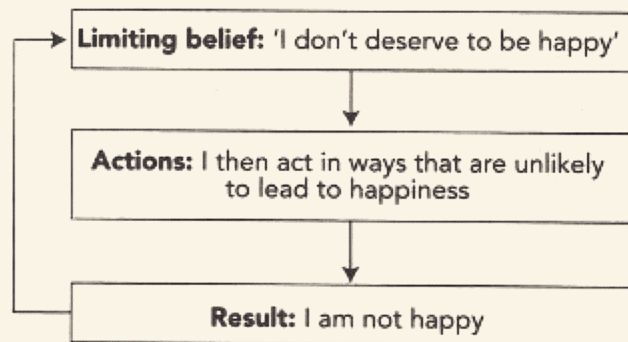 Limiting belief: 'I don't deserve to be happy'
Actions: I then act in ways that are unlikely
to lead to happiness
Result: I am not happy